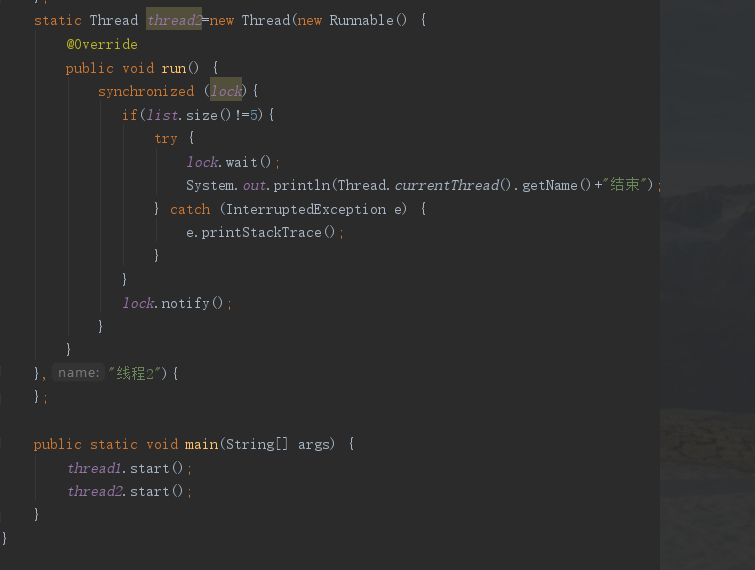 static Thread thread2=new Thread(new Runnable() {
@Override
public void run() {
synchronized (lock){
if(list.size()!=5){
try {
lock.wait();
System.out.println(Thread.currentThread().getName()+"结束");
} catch (InterruptedException e) {
e.printStackTrace();
}
}
lock.notify();
}
}
}, name: "线程2"){
};
public static void main(String[] args) {
thread1.start();
thread2.start();
}
}